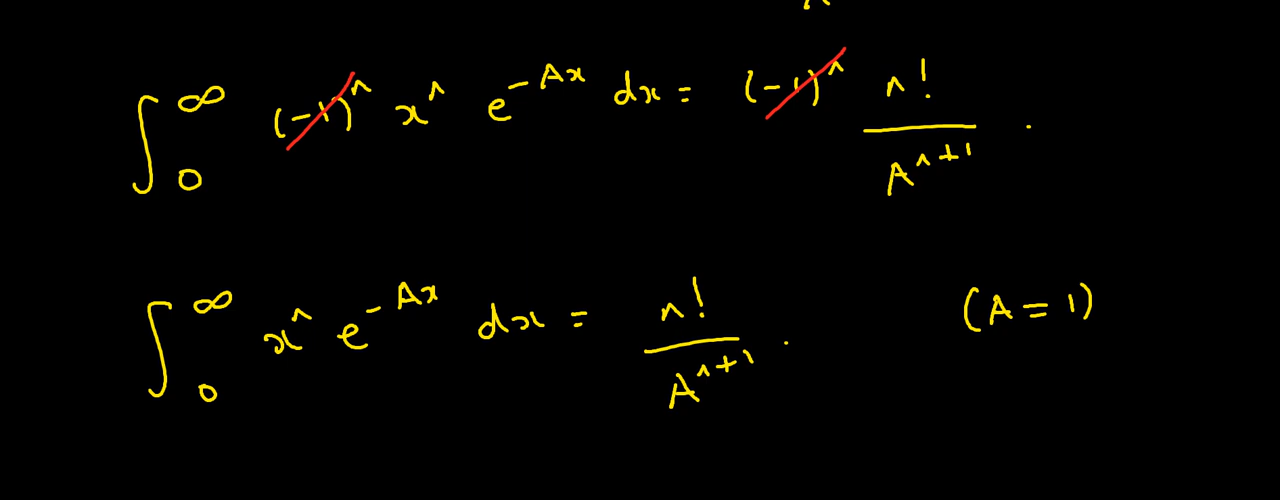 ∫₀^∞ (-1)^n x^n e^{-Ax} dx = (-1)^n n!/A^{n+1} .
∫₀^∞ x^n e^{-Ax} dx = n!/A^{n+1} . (A = 1)